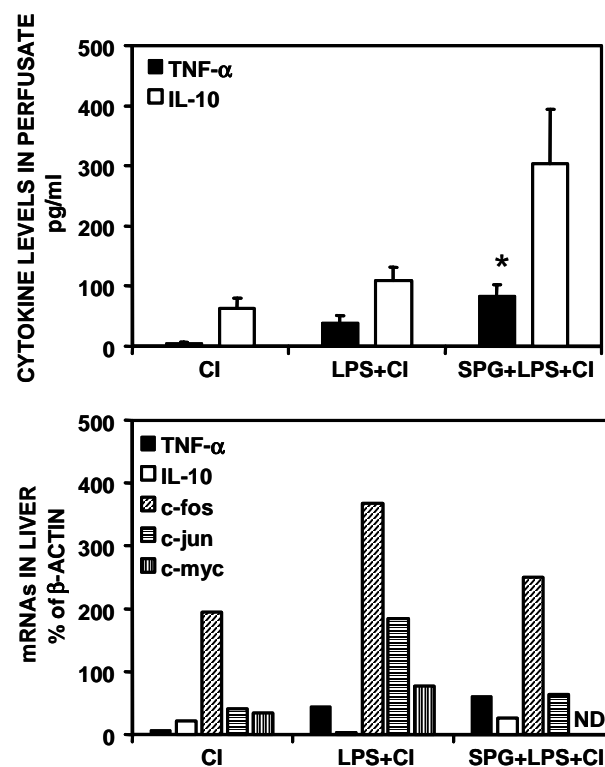 CYTOKINE LEVELS IN PERFUSATE
pg/ml
500
400
300
200
100
0
TNF-α
IL-10
*
CI
LPS+CI
SPG+LPS+CI
mRNAs IN LIVER
% of β-ACTIN
500
400
300
200
100
0
TNF-α
IL-10
c-fos
c-jun
c-myc
ND
CI
LPS+CI
SPG+LPS+CI